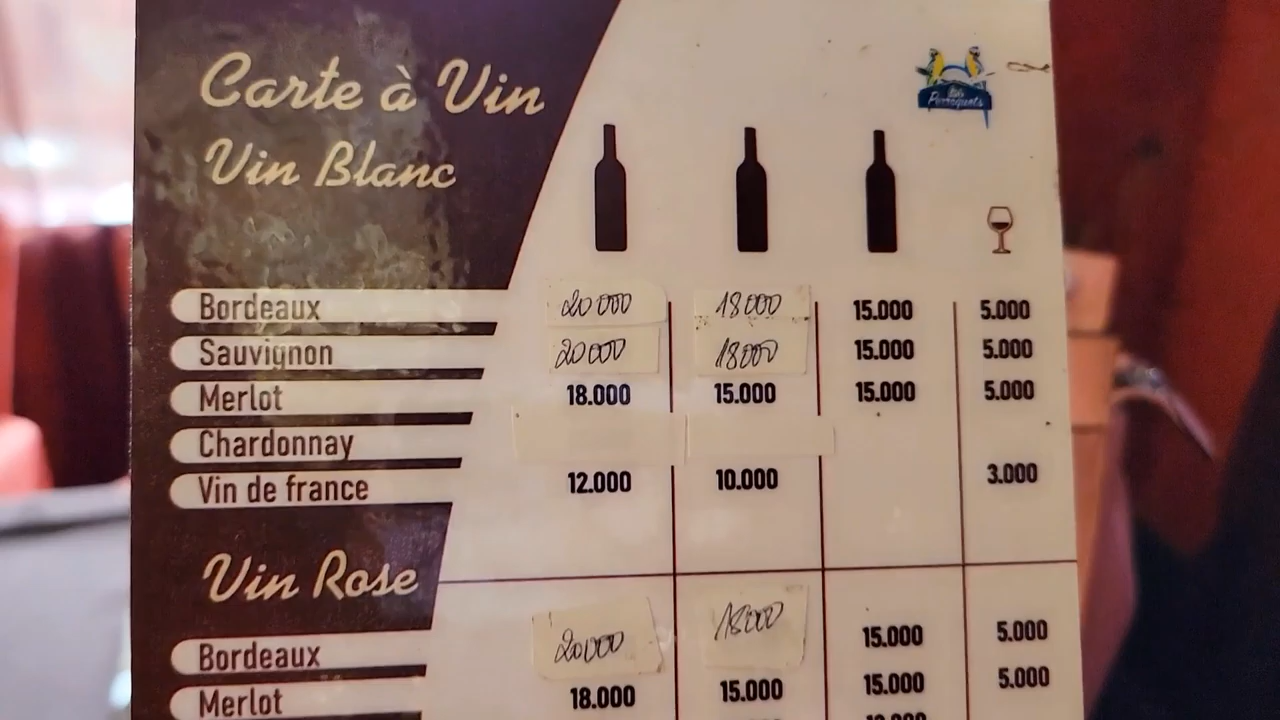 Carte à Vin
Vin Blanc
Les Perroquets
Bordeaux 20 000 18 000 15.000 5.000
Sauvignon 20 000 18 000 15.000 5.000
Merlot 18.000 15.000 15.000 5.000
Chardonnay
Vin de france 12.000 10.000 3.000
Vin Rose
Bordeaux 20 000 18 000 15.000 5.000
Merlot 18.000 15.000 15.000 5.000